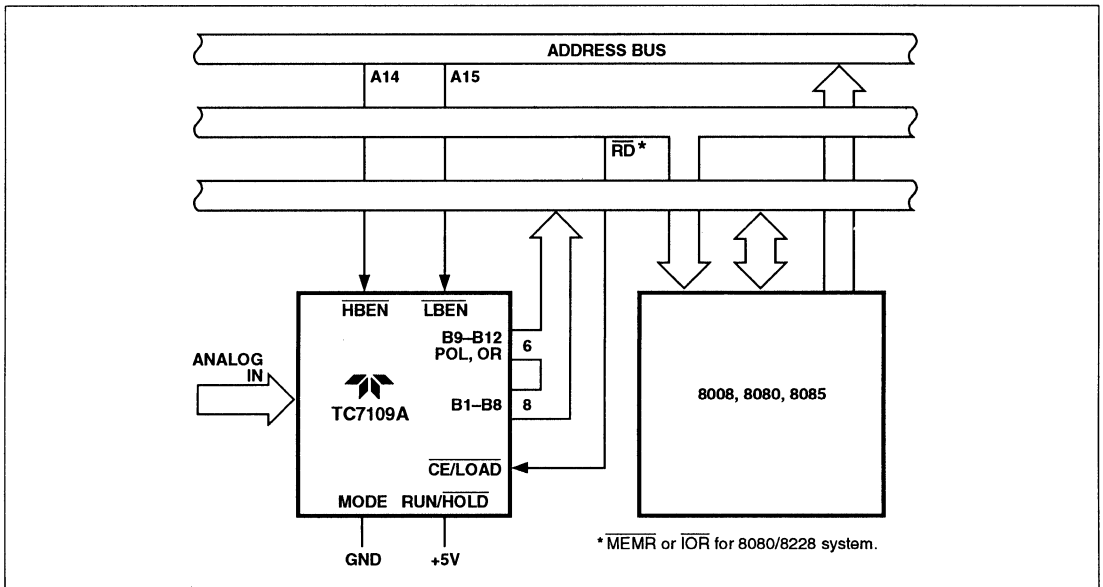 ADDRESS BUS
A14 A15
RD*
HBEN LBEN
B9–B12
POL, OR 6
ANALOG
IN
B1–B8 8
TC7109A
8008, 8080, 8085
CE/LOAD
MODE RUN/HOLD
GND +5V
* MEMR or IOR for 8080/8228 system.